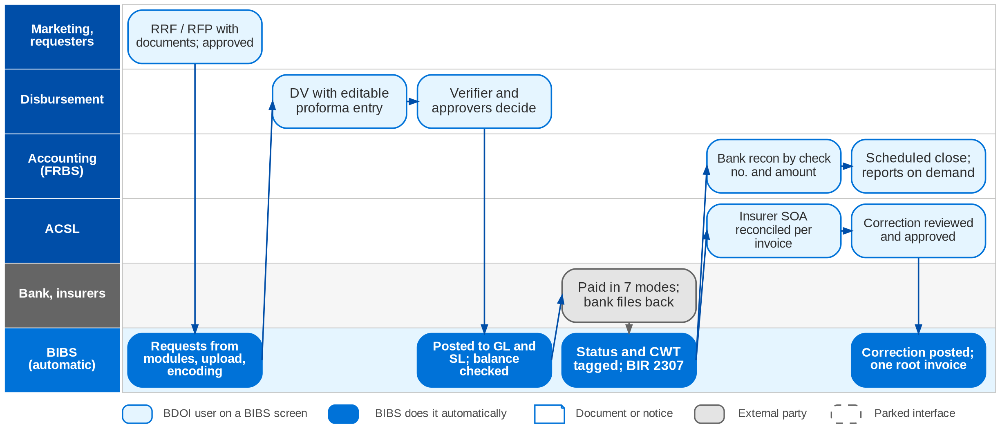 Marketing,
requesters
RRF / RFP with
documents; approved
Disbursement
DV with editable
proforma entry
Verifier and
approvers decide
Accounting
(FRBS)
Bank recon by check
no. and amount
Scheduled close;
reports on demand
ACSL
Insurer SOA
reconciled per
invoice
Correction reviewed
and approved
Bank, insurers
Paid in 7 modes;
bank files back
BIBS
(automatic)
Requests from
modules, upload,
encoding
Posted to GL and
SL; balance
checked
Status and CWT
tagged; BIR 2307
Correction posted;
one root invoice
BDOI user on a BIBS screen
BIBS does it automatically
Document or notice
External party
Parked interface